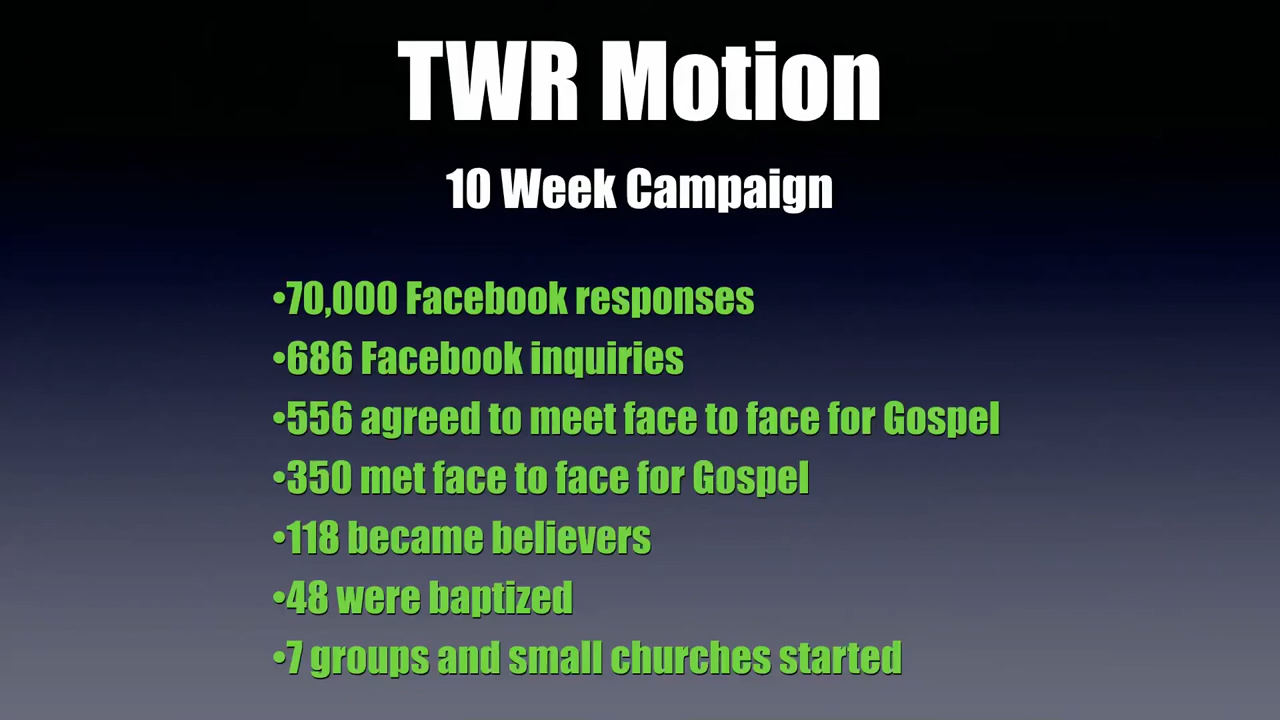 TWR Motion
10 Week Campaign
•70,000 Facebook responses
•686 Facebook inquiries
•556 agreed to meet face to face for Gospel
•350 met face to face for Gospel
•118 became believers
•48 were baptized
•7 groups and small churches started